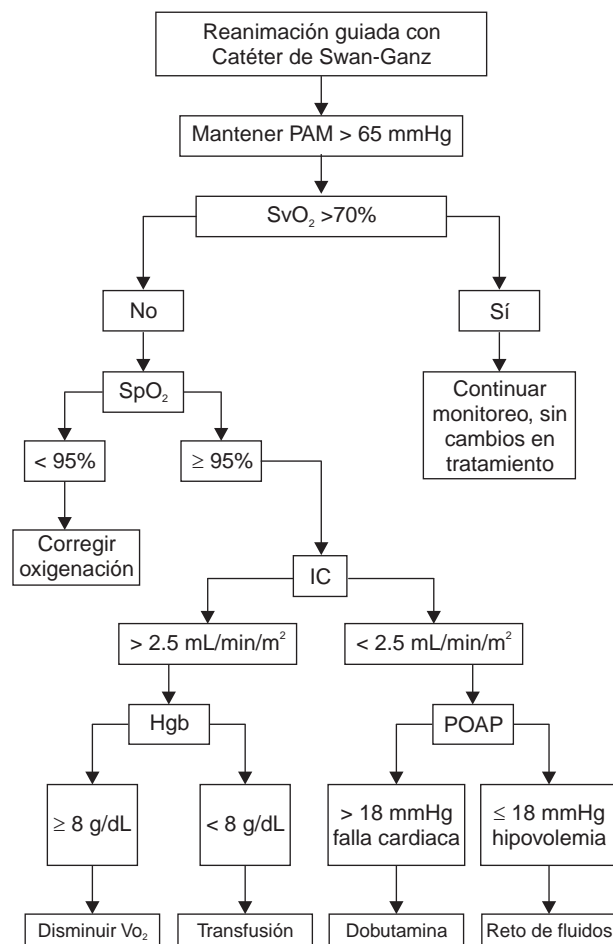 Reanimación guiada con
Catéter de Swan-Ganz
Mantener PAM > 65 mmHg
SvO₂ >70%
No
Sí
SpO₂
Continuar
monitoreo, sin
cambios en
tratamiento
< 95%
≥ 95%
Corregir
oxigenación
IC
> 2.5 mL/min/m²
< 2.5 mL/min/m²
Hgb
POAP
≥ 8 g/dL
< 8 g/dL
> 18 mmHg
falla cardiaca
≤ 18 mmHg
hipovolemia
Disminuir Vo₂
Transfusión
Dobutamina
Reto de fluidos